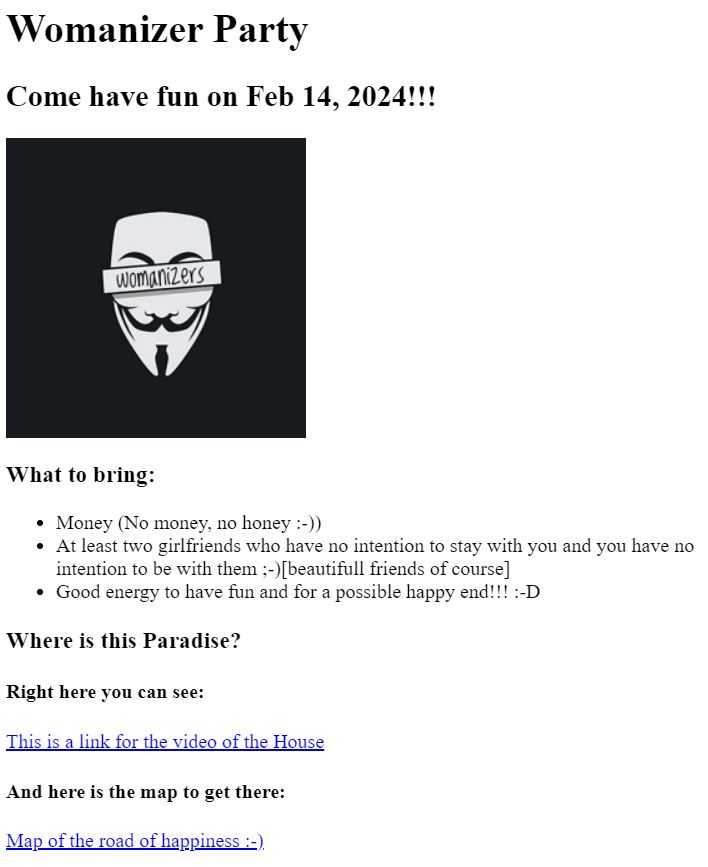 Womanizer Party
Come have fun on Feb 14, 2024!!!
womanizers
What to bring:
• Money (No money, no honey :-))
• At least two girlfriends who have no intention to stay with you and you have no
intention to be with them ;-)[beautifull friends of course]
• Good energy to have fun and for a possible happy end!!! :-D
Where is this Paradise?
Right here you can see:
This is a link for the video of the House
And here is the map to get there:
Map of the road of happiness :-)